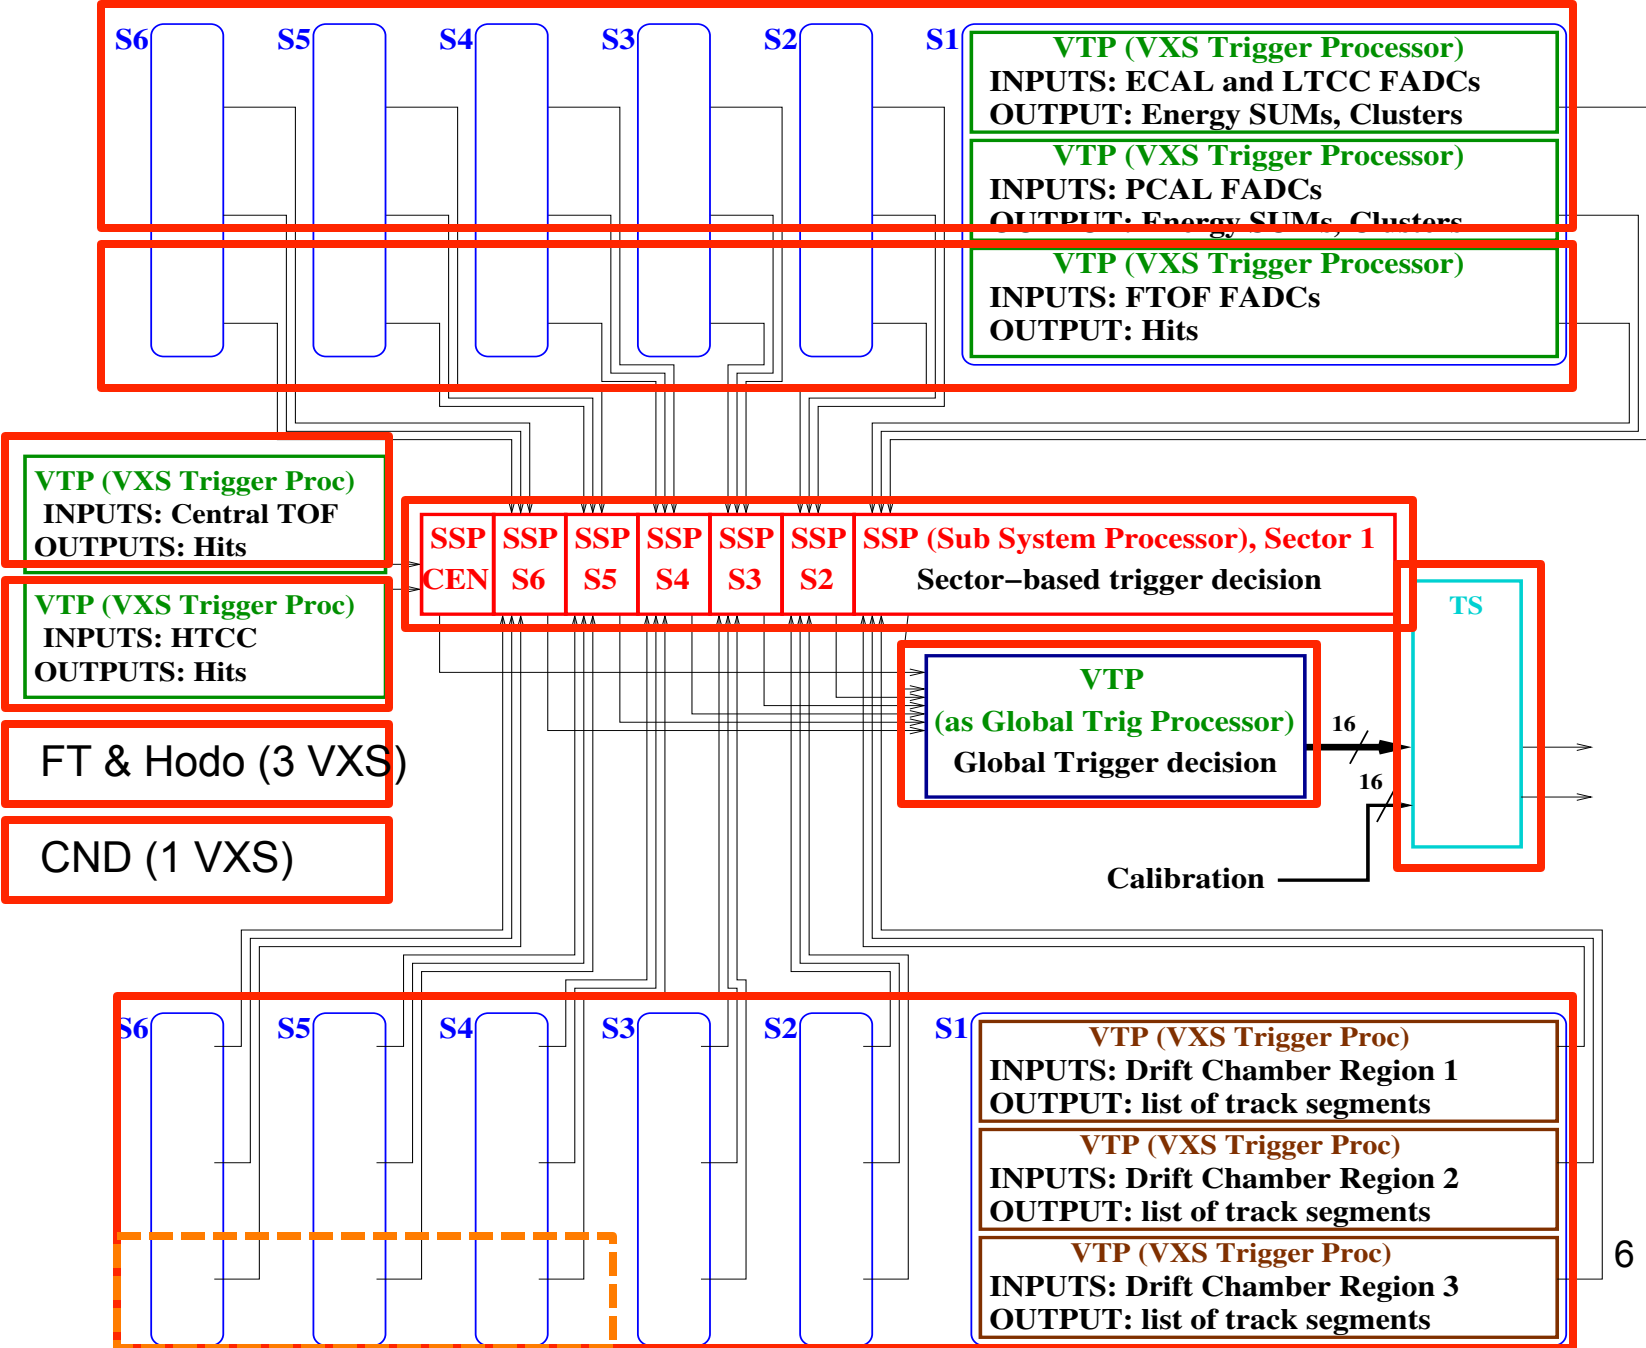 S6
S5
S4
S3
S2
S1
VTP (VXS Trigger Processor)
INPUTS: ECAL and LTCC FADCs
OUTPUT: Energy SUMs, Clusters
VTP (VXS Trigger Processor)
INPUTS: PCAL FADCs
OUTPUT: Energy SUMs, Clusters
VTP (VXS Trigger Processor)
INPUTS: FTOF FADCs
OUTPUT: Hits
VTP (VXS Trigger Proc)
INPUTS: Central TOF
OUTPUTS: Hits
VTP (VXS Trigger Proc)
INPUTS: HTCC
OUTPUTS: Hits
FT & Hodo (3 VXS)
CND (1 VXS)
SSP
CEN
SSP
S6
SSP
S5
SSP
S4
SSP
S3
SSP
S2
SSP (Sub System Processor), Sector 1
Sector−based trigger decision
TS
VTP
(as Global Trig Processor)
Global Trigger decision
16
16
Calibration
S6
S5
S4
S3
S2
S1
VTP (VXS Trigger Proc)
INPUTS: Drift Chamber Region 1
OUTPUT: list of track segments
VTP (VXS Trigger Proc)
INPUTS: Drift Chamber Region 2
OUTPUT: list of track segments
VTP (VXS Trigger Proc)
INPUTS: Drift Chamber Region 3
OUTPUT: list of track segments
6